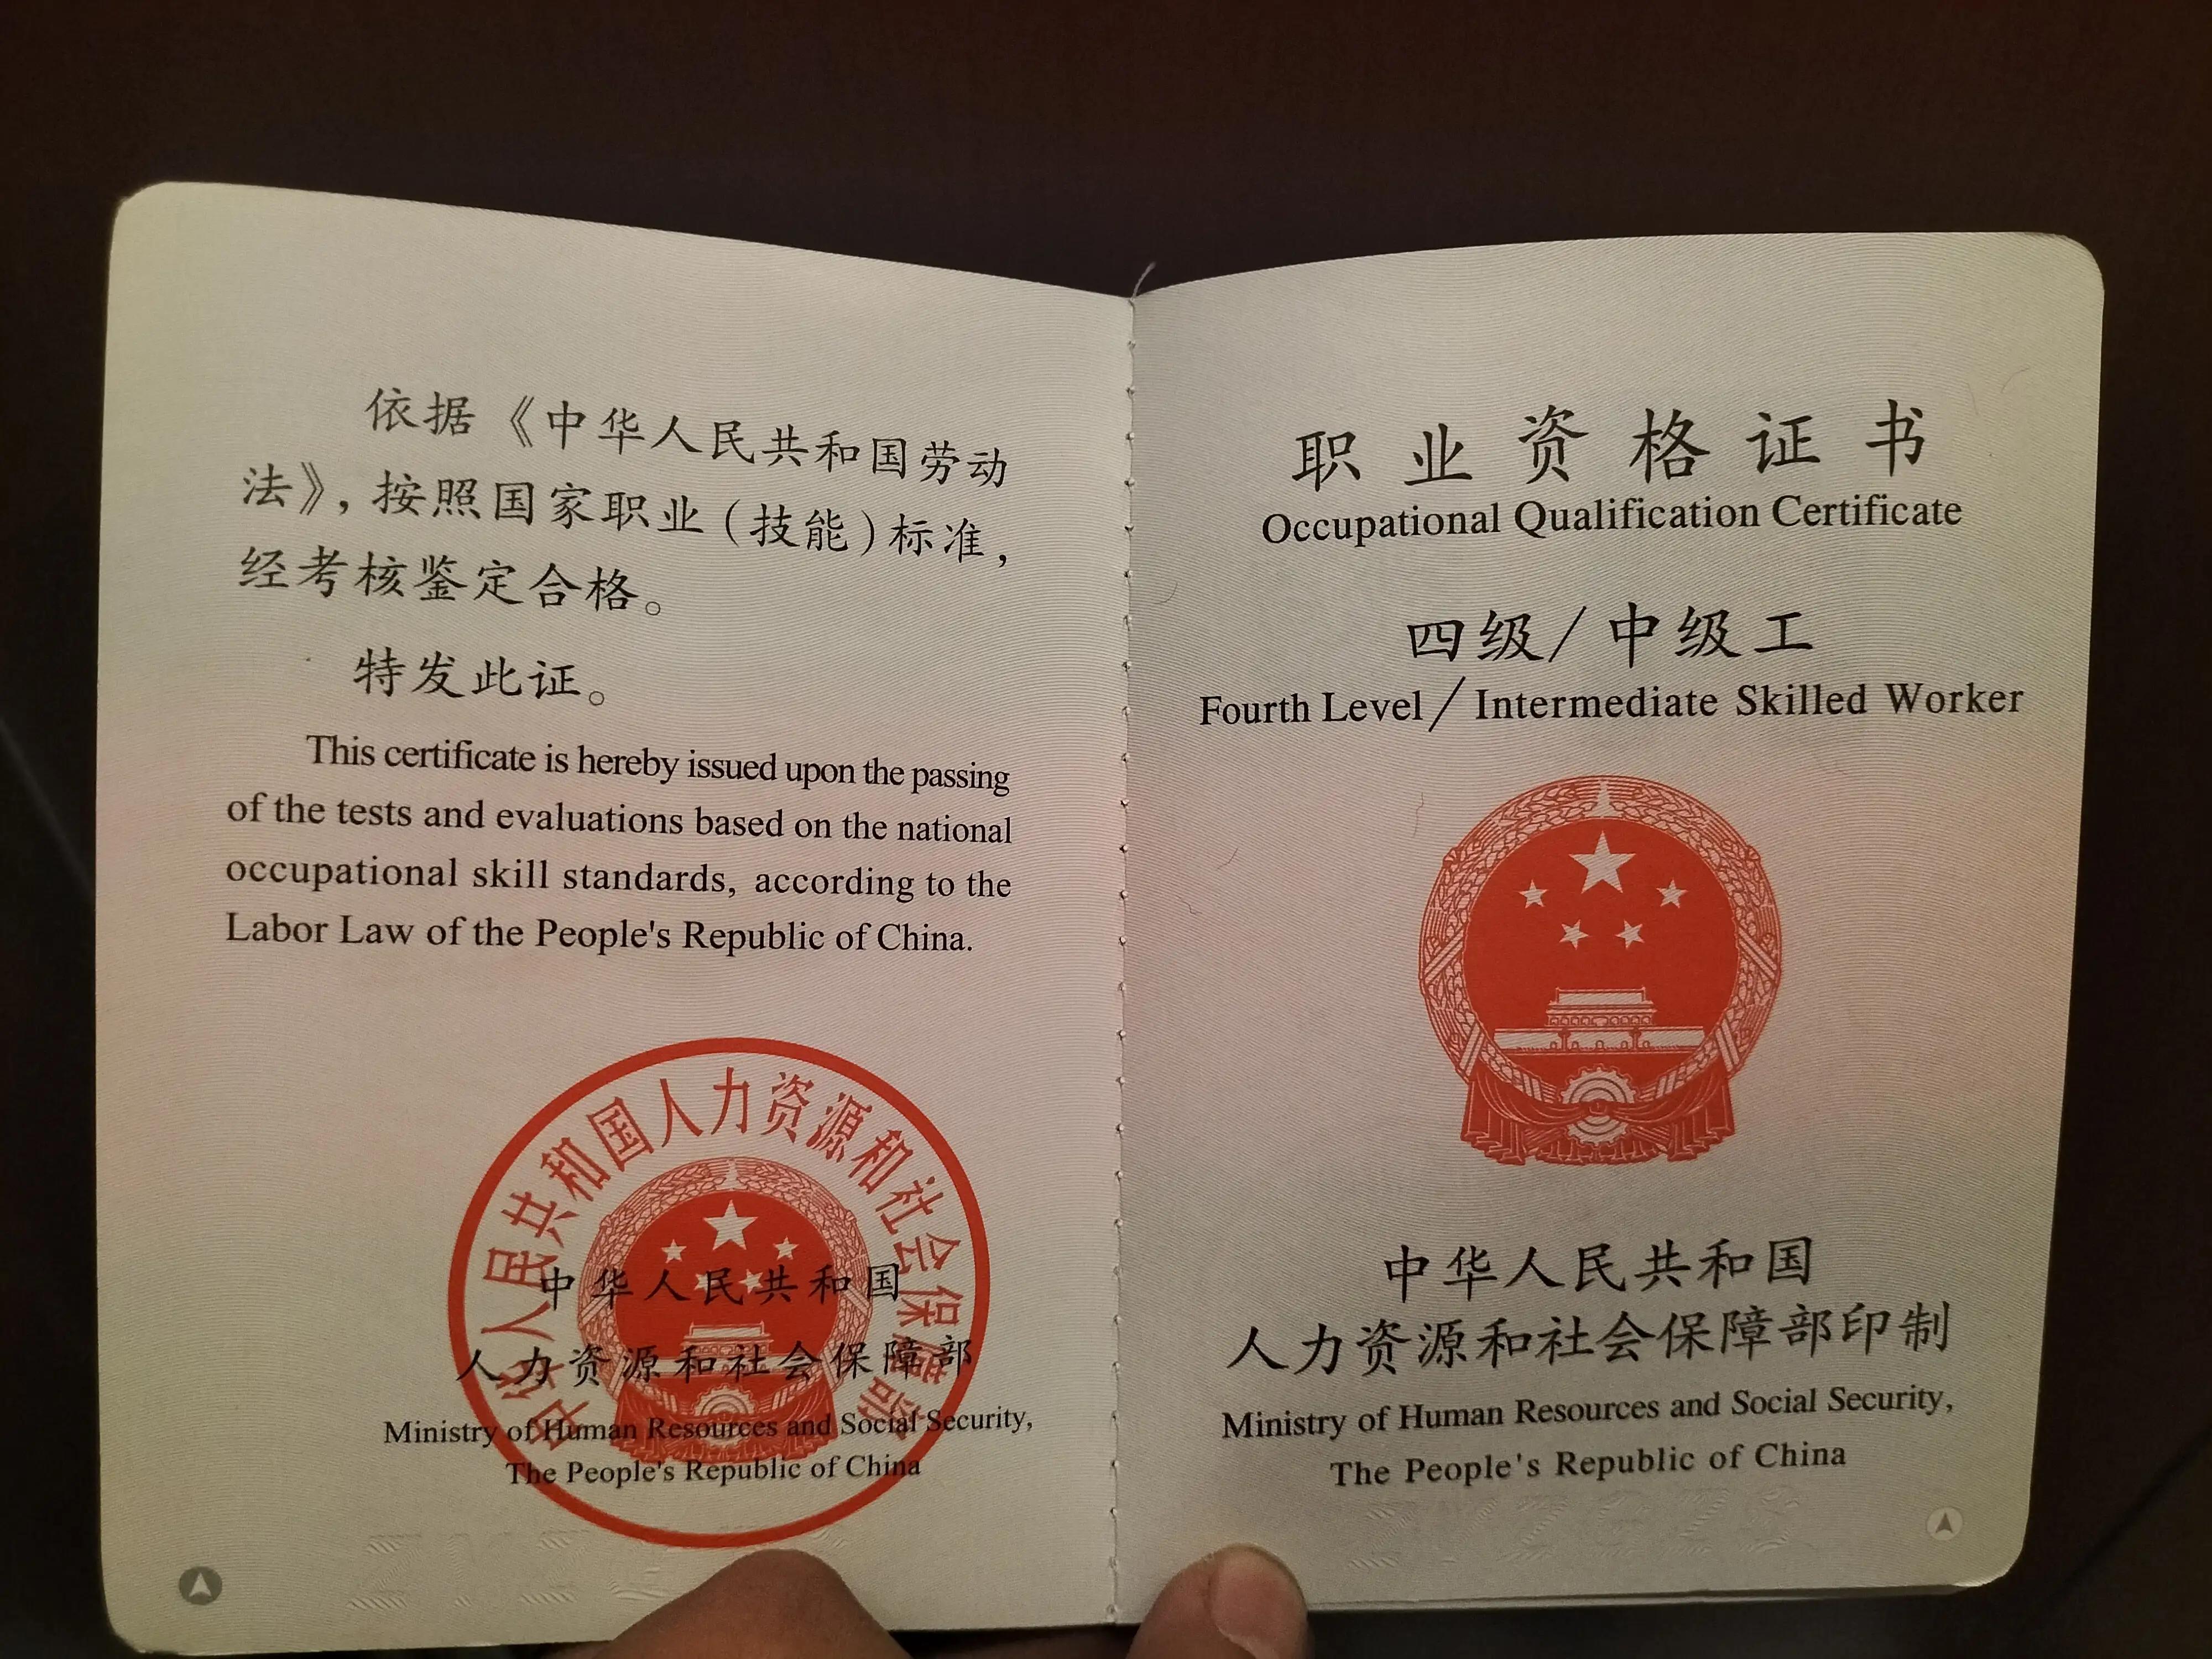 依据《中华人民共和国劳动
法》，按照国家职业（技能）标准，
经考核鉴定合格。
特发此证。
This certificate is hereby issued upon the passing
of the tests and evaluations based on the national
occupational skill standards, according to the
Labor Law of the People's Republic of China.
中华人民共和国人力资源和社会保障部
中华人民共和国
人力资源和社会保障部
Ministry of Human Resources and Social Security,
The People's Republic of China
职业资格证书
Occupational Qualification Certificate
四级/中级工
Fourth Level/Intermediate Skilled Worker
中华人民共和国
人力资源和社会保障部印制
Ministry of Human Resources and Social Security,
The People's Republic of China